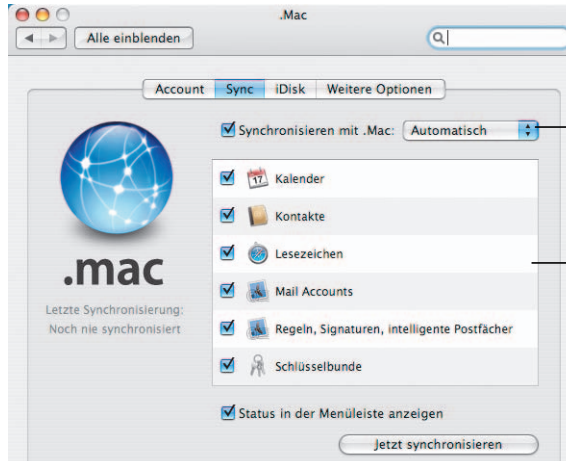 .Mac
Alle einblenden
Account Sync iDisk Weitere Optionen
Synchronisieren mit .Mac: Automatisch
17 Kalender
Kontakte
Lesezeichen
.mac
Mail Accounts
Letzte Synchronisierung:
Noch nie synchronisiert
Regeln, Signaturen, intelligente Postfächer
Schlüsselbunde
Status in der Menüleiste anzeigen
Jetzt synchronisieren